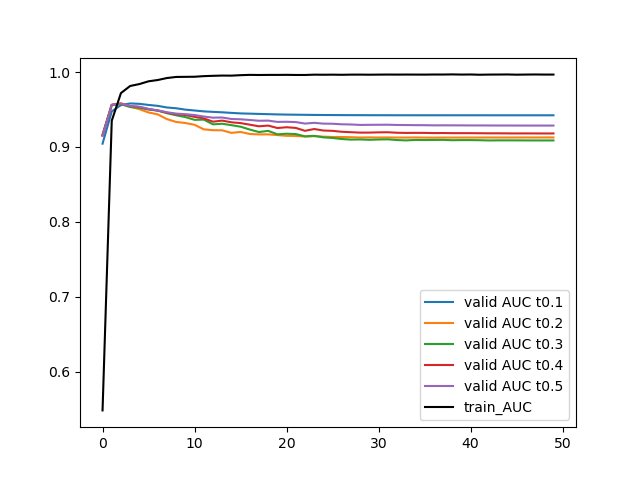 1.0
0.9
0.8
0.7
0.6
0
10
20
30
40
50
valid AUC t0.1
valid AUC t0.2
valid AUC t0.3
valid AUC t0.4
valid AUC t0.5
train_AUC